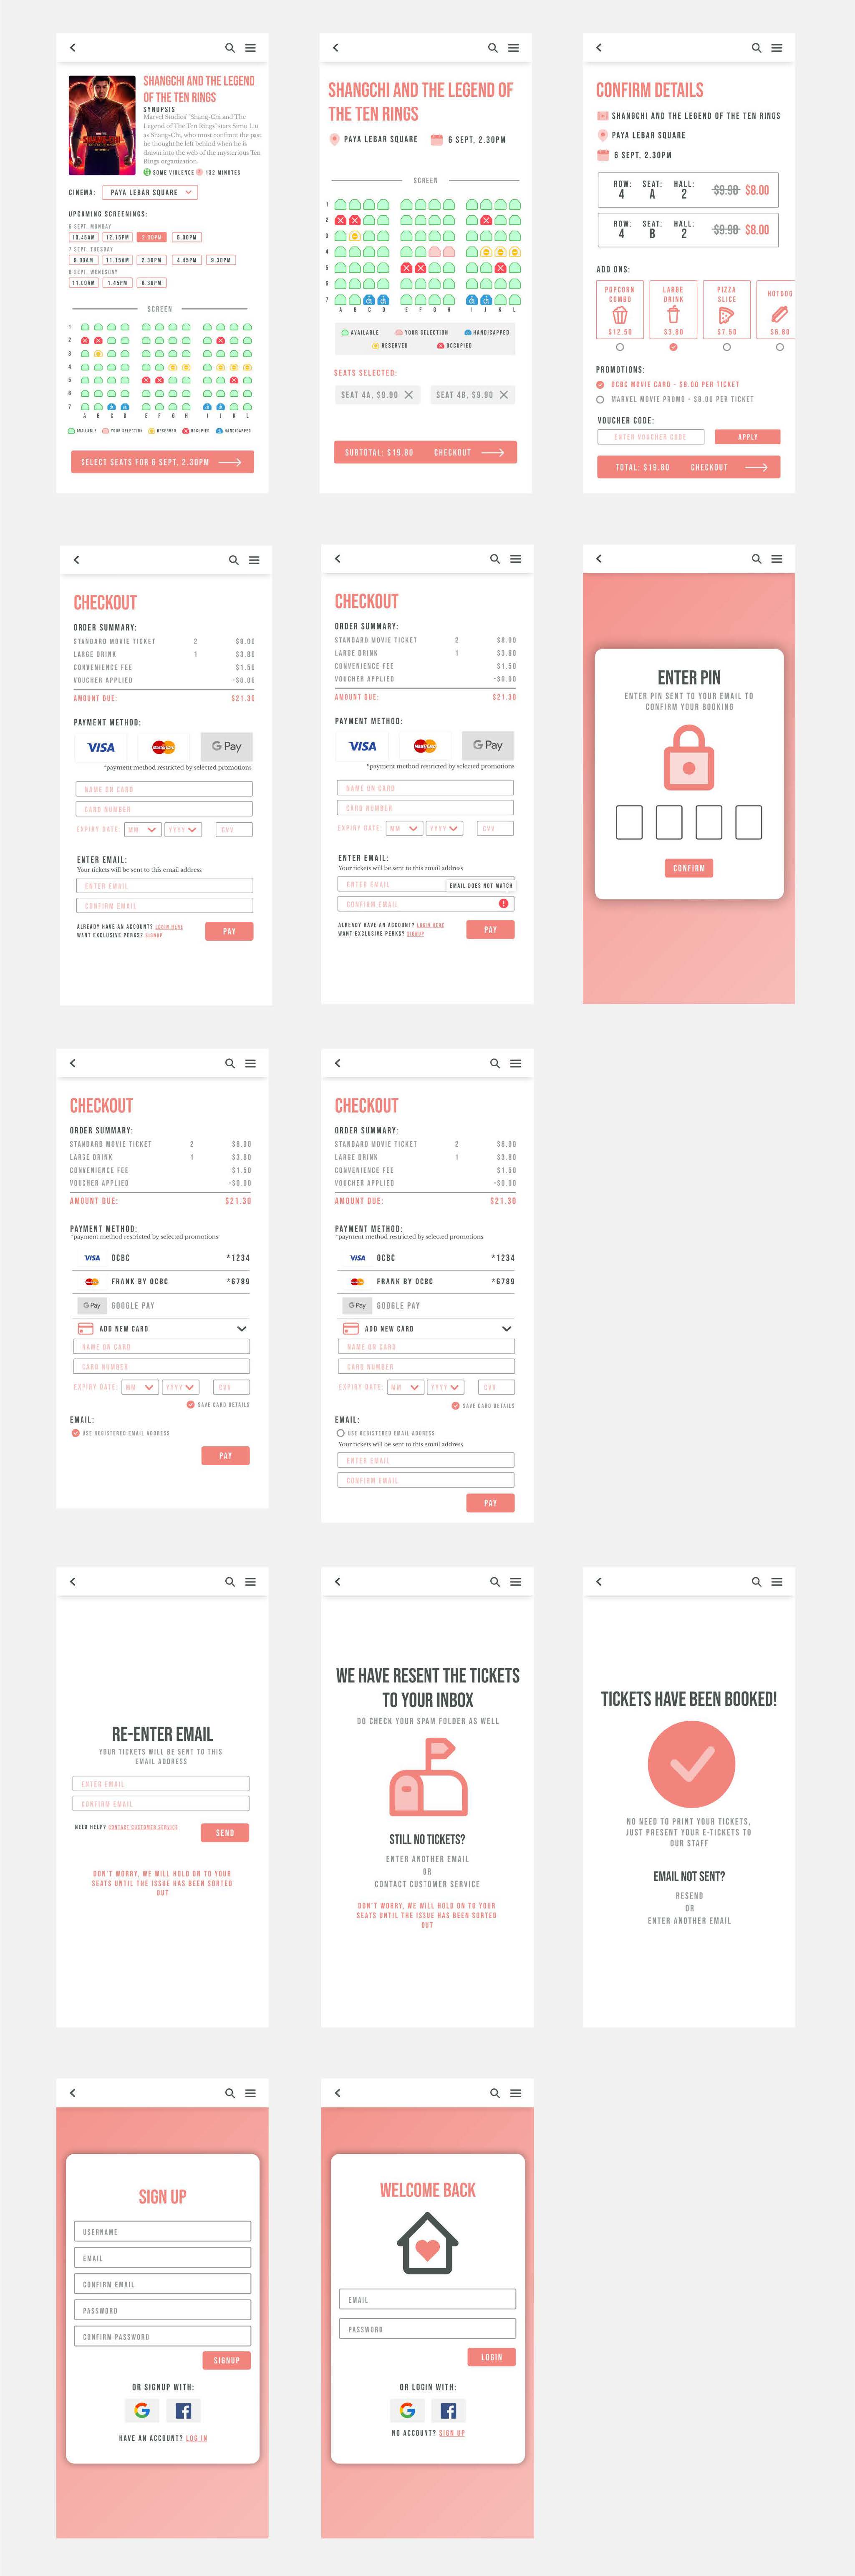 SHANGCHI AND THE LEGEND
OF THE TEN RINGS
SYNOPSIS
Marvel Studios' "Shang-Chi and the
Legend of The Ten Rings" stars Simu Liu
as Shang-Chi, who must confront the past
he thought he left behind when he is
drawn into the web of the mysterious Ten
Rings organization.
SOME VIOLENCE 132 MINUTES
CINEMA: PAYA LEBAR SQUARE
UPCOMING SCREENINGS:
6 SEPT, MONDAY
10.45AM 12.15PM 2.30PM 6.00PM
7 SEPT, TUESDAY
9.03AM 11.15AM 2.30PM 4.45PM 9.30PM
8 SEPT, WENESDAY
11.00AM 1.45PM 6.30PM
SCREEN
1
2
3
4
5
6
7
A B C D E F G H I J K L
AVAILABLE YOUR SELECTION RESERVED OCCUPIED HANDICAPPED
SELECT SEATS FOR 6 SEPT, 2.30PM
SHANGCHI AND THE LEGEND OF
THE TEN RINGS
PAYA LEBAR SQUARE 6 SEPT, 2.30PM
SCREEN
1
2
3
4
5
6
7
A B C D E F G H I J K L
AVAILABLE YOUR SELECTION HANDICAPPED
RESERVED OCCUPIED
SEATS SELECTED:
SEAT 4A, $9.90 SEAT 4B, $9.90
SUBTOTAL: $19.80 CHECKOUT
CONFIRM DETAILS
SHANGCHI AND THE LEGEND OF THE TEN RINGS
PAYA LEBAR SQUARE
6 SEPT, 2.30PM
ROW: SEAT: HALL:
4 A 2 $9.90 $8.00
ROW: SEAT: HALL:
4 B 2 $9.90 $8.00
ADD ONS:
POPCORN COMBO LARGE DRINK PIZZA SLICE HOTDOG
$12.50 $3.80 $7.50 $6.80
PROMOTIONS:
OCBC MOVIE CARD - $8.00 PER TICKET
MARVEL MOVIE PROMO - $8.00 PER TICKET
VOUCHER CODE:
ENTER VOUCHER CODE APPLY
TOTAL: $19.80 CHECKOUT
CHECKOUT
ORDER SUMMARY:
STANDARD MOVIE TICKET 2 $8.00
LARGE DRINK 1 $3.80
CONVENIENCE FEE $1.50
VOUCHER APPLIED -$0.00
AMOUNT DUE: $21.30
PAYMENT METHOD:
VISA MasterCard G Pay
*payment method restricted by selected promotions
NAME ON CARD
CARD NUMBER
EXPIRY DATE: MM YYYY CVV
ENTER EMAIL:
Your tickets will be sent to this email address
ENTER EMAIL
CONFIRM EMAIL
ALREADY HAVE AN ACCOUNT? LOGIN HERE
WANT EXCLUSIVE PERKS? SIGNUP
PAY
CHECKOUT
ORDER SUMMARY:
STANDARD MOVIE TICKET 2 $8.00
LARGE DRINK 1 $3.80
CONVENIENCE FEE $1.50
VOUCHER APPLIED -$0.00
AMOUNT DUE: $21.30
PAYMENT METHOD:
VISA MasterCard G Pay
*payment method restricted by selected promotions
NAME ON CARD
CARD NUMBER
EXPIRY DATE: MM YYYY CVV
ENTER EMAIL:
Your tickets will be sent to this email address
ENTER EMAIL EMAIL DOES NOT MATCH
CONFIRM EMAIL
ALREADY HAVE AN ACCOUNT? LOGIN HERE
WANT EXCLUSIVE PERKS? SIGNUP
PAY
ENTER PIN
ENTER PIN SENT TO YOUR EMAIL TO
CONFIRM YOUR BOOKING
CONFIRM
CHECKOUT
ORDER SUMMARY:
STANDARD MOVIE TICKET 2 $8.00
LARGE DRINK 1 $3.80
CONVENIENCE FEE $1.50
VOUCHER APPLIED -$0.00
AMOUNT DUE: $21.30
PAYMENT METHOD:
*payment method restricted by selected promotions
VISA OCBC *1234
FRANK BY OCBC *6789
G Pay GOOGLE PAY
ADD NEW CARD
NAME ON CARD
CARD NUMBER
EXPIRY DATE: MM YYYY CVV
SAVE CARD DETAILS
EMAIL:
USE REGISTERED EMAIL ADDRESS
PAY
CHECKOUT
ORDER SUMMARY:
STANDARD MOVIE TICKET 2 $8.00
LARGE DRINK 1 $3.80
CONVENIENCE FEE $1.50
VOUCHER APPLIED -$0.00
AMOUNT DUE: $21.30
PAYMENT METHOD:
*payment method restricted by selected promotions
VISA OCBC *1234
FRANK BY OCBC *6789
G Pay GOOGLE PAY
ADD NEW CARD
NAME ON CARD
CARD NUMBER
EXPIRY DATE: MM YYYY CVV
SAVE CARD DETAILS
EMAIL:
USE REGISTERED EMAIL ADDRESS
Your tickets will be sent to this email address
ENTER EMAIL
CONFIRM EMAIL
PAY
RE-ENTER EMAIL
YOUR TICKETS WILL BE SENT TO THIS
EMAIL ADDRESS
ENTER EMAIL
CONFIRM EMAIL
NEED HELP? CONTACT CUSTOMER SERVICE
SEND
DON'T WORRY, WE WILL HOLD ON TO YOUR
SEATS UNTIL THE ISSUE HAS BEEN SORTED
OUT
WE HAVE RESENT THE TICKETS
TO YOUR INBOX
DO CHECK YOUR SPAM FOLDER AS WELL
STILL NO TICKETS?
ENTER ANOTHER EMAIL
OR
CONTACT CUSTOMER SERVICE
DON'T WORRY, WE WILL HOLD ON TO YOUR
SEATS UNTIL THE ISSUE HAS BEEN SORTED
OUT
TICKETS HAVE BEEN BOOKED!
NO NEED TO PRINT YOUR TICKETS,
JUST PRESENT YOUR E-TICKETS TO
OUR STAFF
EMAIL NOT SENT?
RESEND
OR
ENTER ANOTHER EMAIL
SIGN UP
USERNAME
EMAIL
CONFIRM EMAIL
PASSWORD
CONFIRM PASSWORD
SIGNUP
OR SIGNUP WITH:
HAVE AN ACCOUNT? LOG IN
WELCOME BACK
EMAIL
PASSWORD
LOGIN
OR LOGIN WITH:
NO ACCOUNT? SIGN UP